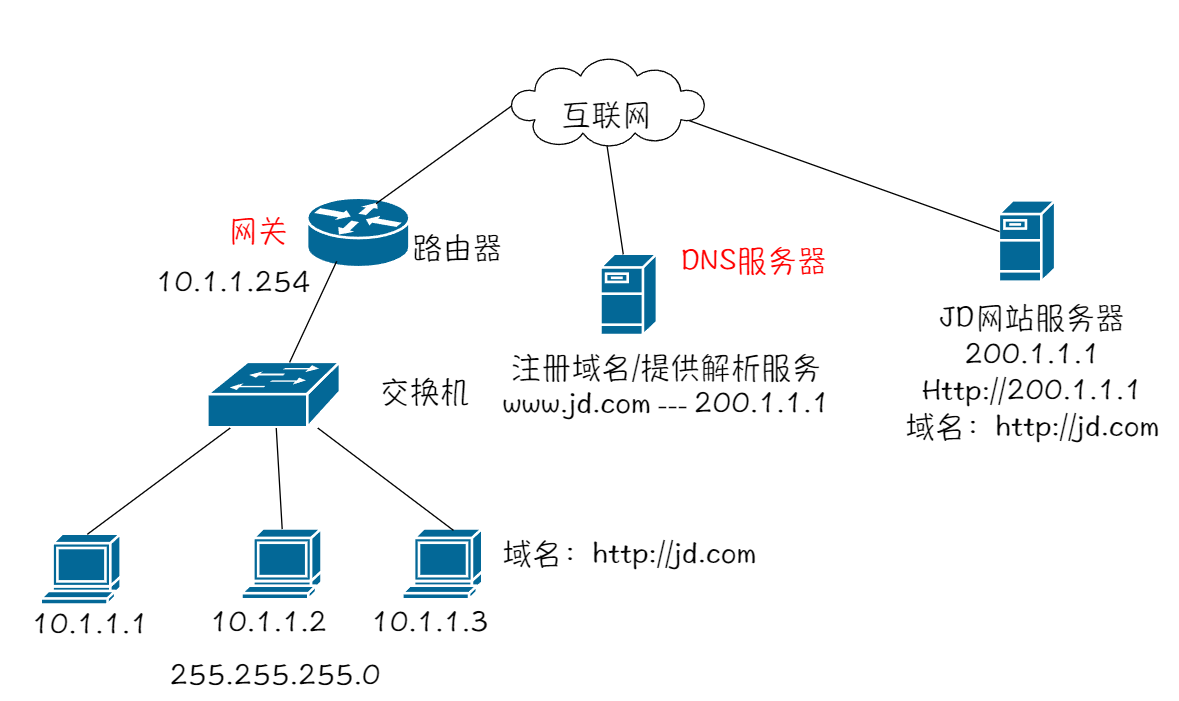 互联网
网关
路由器
10.1.1.254
DNS服务器
注册域名/提供解析服务
www.jd.com --- 200.1.1.1
JD网站服务器
200.1.1.1
Http://200.1.1.1
域名：http://jd.com
交换机
域名：http://jd.com
10.1.1.1
10.1.1.2
10.1.1.3
255.255.255.0